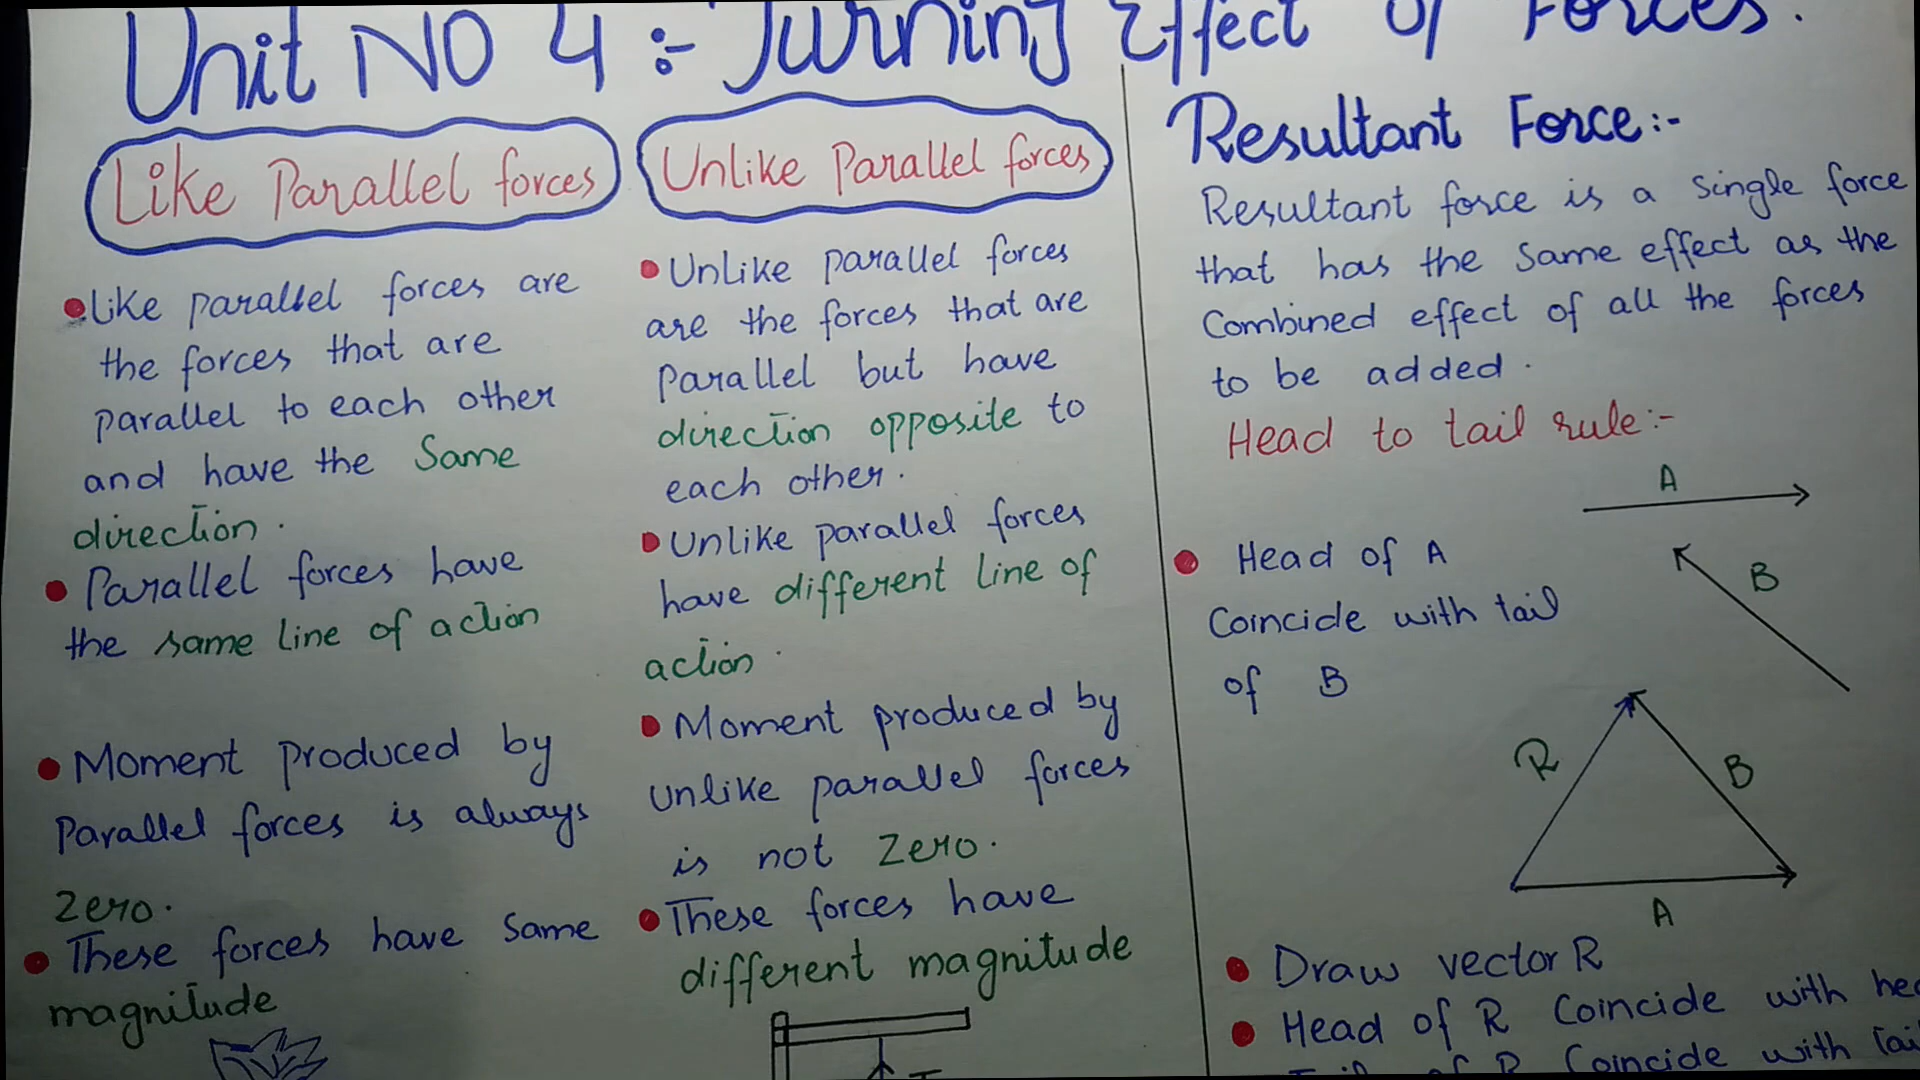 Unit NO 4 :- Turning Effect of Forces.
Like Parallel forces
• Like parallel forces are
the forces that are
parallel to each other
and have the Same
direction.
• Parallel forces have
the same line of action
• Moment produced by
Parallel forces is always
Zero.
• These forces have Same
magnitude
Unlike Parallel forces
• Unlike parallel forces
are the forces that are
Parallel but have
direction opposite to
each other.
• Unlike parallel forces
have different line of
action.
• Moment produced by
unlike parallel forces
is not Zero.
• These forces have
different magnitude
Resultant Force:-
Resultant force is a Single force
that has the Same effect as the
Combined effect of all the forces
to be added.
Head to tail rule:-
A
• Head of A
Coincide with tail
of B
B
R
B
A
• Draw vector R
• Head of R Coincide with
of R Coincide with